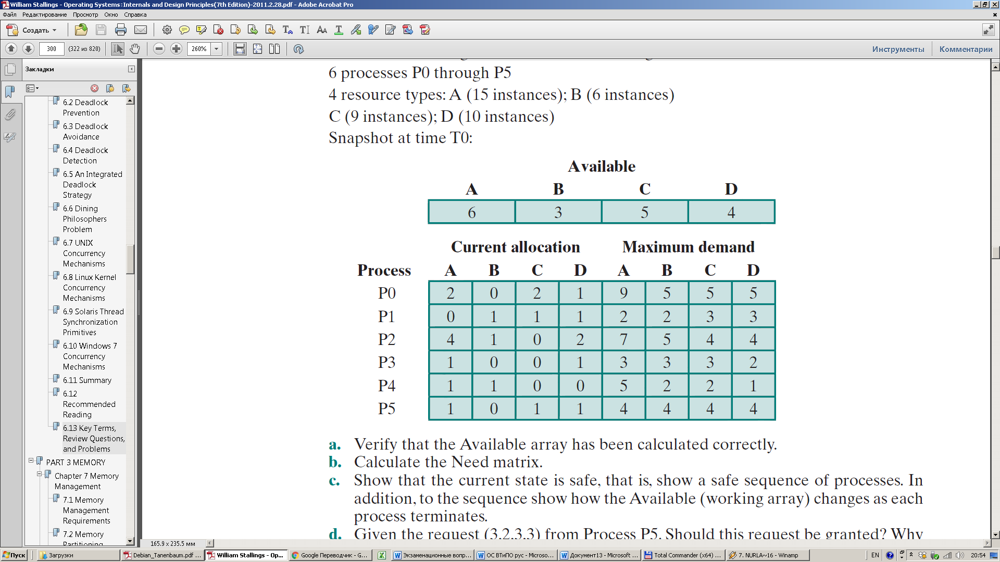 William Stallings - Operating Systems: Internals and Design Principles(7th Edition)-2011.2.28.pdf - Adobe Acrobat Pro
Файл Редактирование Просмотр Окно Справка
Создать
300 (322 из 820) 260% Инструменты Комментарии
Закладки
6.2 Deadlock
Prevention
6.3 Deadlock
Avoidance
6.4 Deadlock
Detection
6.5 An Integrated
Deadlock
Strategy
6.6 Dining
Philosophers
Problem
6.7 UNIX
Concurrency
Mechanisms
6.8 Linux Kernel
Concurrency
Mechanisms
6.9 Solaris Thread
Synchronization
Primitives
6.10 Windows 7
Concurrency
Mechanisms
6.11 Summary
6.12
Recommended
Reading
6.13 Key Terms,
Review Questions,
and Problems
PART 3 MEMORY
Chapter 7 Memory
Management
7.1 Memory
Management
Requirements
7.2 Memory
Partitioning
6 processes P0 through P5
4 resource types: A (15 instances); B (6 instances)
C (9 instances); D (10 instances)
Snapshot at time T0:
Available
A B C D
6 3 5 4
Current allocation Maximum demand
Process A B C D A B C D
P0 2 0 2 1 9 5 5 5
P1 0 1 1 1 2 2 3 3
P2 4 1 0 2 7 5 4 4
P3 1 0 0 1 3 3 3 2
P4 1 1 0 0 5 2 2 1
P5 1 0 1 1 4 4 4 4
a. Verify that the Available array has been calculated correctly.
b. Calculate the Need matrix.
c. Show that the current state is safe, that is, show a safe sequence of processes. In
addition, to the sequence show how the Available (working array) changes as each
process terminates.
d. Given the request (3,2,3,3) from Process P5. Should this request be granted? Why
165.9 x 235.5 мм
Пуск Загрузки Debian_Tanenbaum.pdf ... William Stallings - Op... Google Переводчик - G... Экзаменационные вопр... ОС ВТиПО рус - Microso... Документ13 - Microsoft ... Total Commander (x64) ... 7. NURLA~16 - Winamp EN 20:54